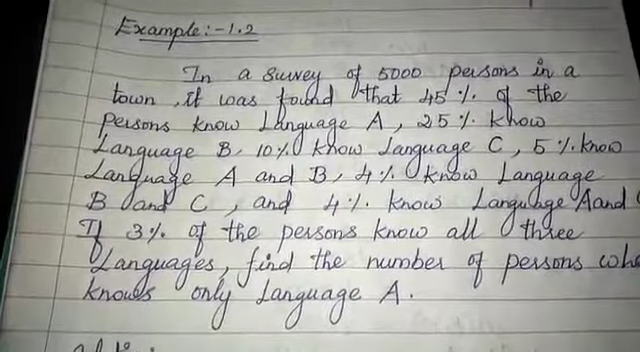 Example:-1.2
In a survey of 5000 persons in a
town, it was found that 45%. of the
persons know Language A, 25%. know
Language B, 10%. know Language C, 5%. know
Language A and B, 4%. know Language
B and C, and 4%. know Language A and
If 3%. of the persons know all three
Languages, find the number of persons who
knows only Language A.